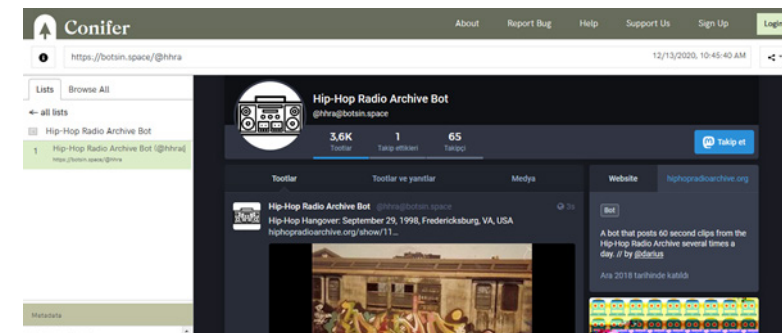 Conifer
About Report Bug Help Support Us Sign Up Login
https://botsin.space/@hhra
12/13/2020, 10:45:40 AM
Lists Browse All
← all lists
Hip-Hop Radio Archive Bot
1 Hip-Hop Radio Archive Bot (@hhra@
https://botsin.space/@hhra
Metadata
Hip-Hop Radio Archive Bot
@hhra@botsin.space
3,6K 1 65
Tootlar Takip ettikleri Takipçi
Takip et
Tootlar Tootlar ve yanıtlar Medya
Hip-Hop Radio Archive Bot @hhra@botsin.space 3s
Hip-Hop Hangover: September 29, 1998, Fredericksburg, VA, USA
hiphopradioarchive.org/show/11…
Website hiphopradioarchive.org
Bot
A bot that posts 60 second clips from the
Hip-Hop Radio Archive several times a
day. // by @darius
Ara 2018 tarihinde katıldı